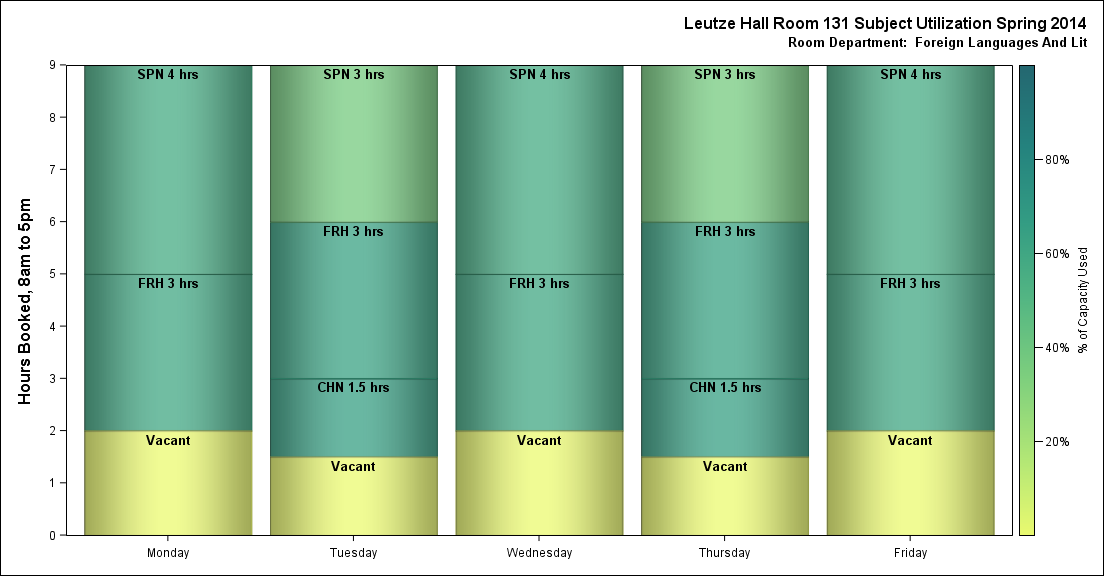 Leutze Hall Room 131 Subject Utilization Spring 2014
Room Department: Foreign Languages And Lit
Hours Booked, 8am to 5pm
9
8
7
6
5
4
3
2
1
0
SPN 4 hrs
FRH 3 hrs
Vacant
SPN 3 hrs
FRH 3 hrs
CHN 1.5 hrs
Vacant
SPN 4 hrs
FRH 3 hrs
Vacant
SPN 3 hrs
FRH 3 hrs
CHN 1.5 hrs
Vacant
SPN 4 hrs
FRH 3 hrs
Vacant
Monday
Tuesday
Wednesday
Thursday
Friday
80%
60%
40%
20%
% of Capacity Used